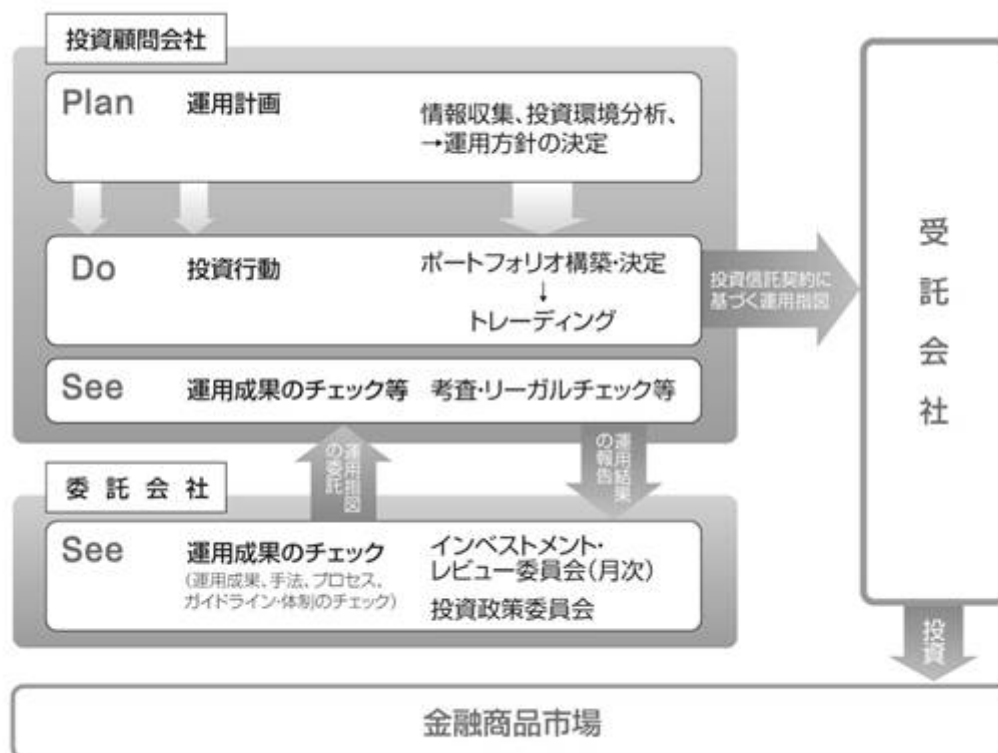 投資顧問会社
Plan 運用計画 情報収集、投資環境分析、
→運用方針の決定
Do 投資行動 ポートフォリオ構築・決定
↓
トレーディング
See 運用成果のチェック等 考査・リーガルチェック等
投資信託契約に
基づく運用指図
受託会社
運用指図
の委託
運用結果
の報告
委託会社
See 運用成果のチェック
(運用成果、手法、プロセス、
ガイドライン・体制のチェック)
インベストメント・
レビュー委員会(月次)
投資政策委員会
投資
金融商品市場